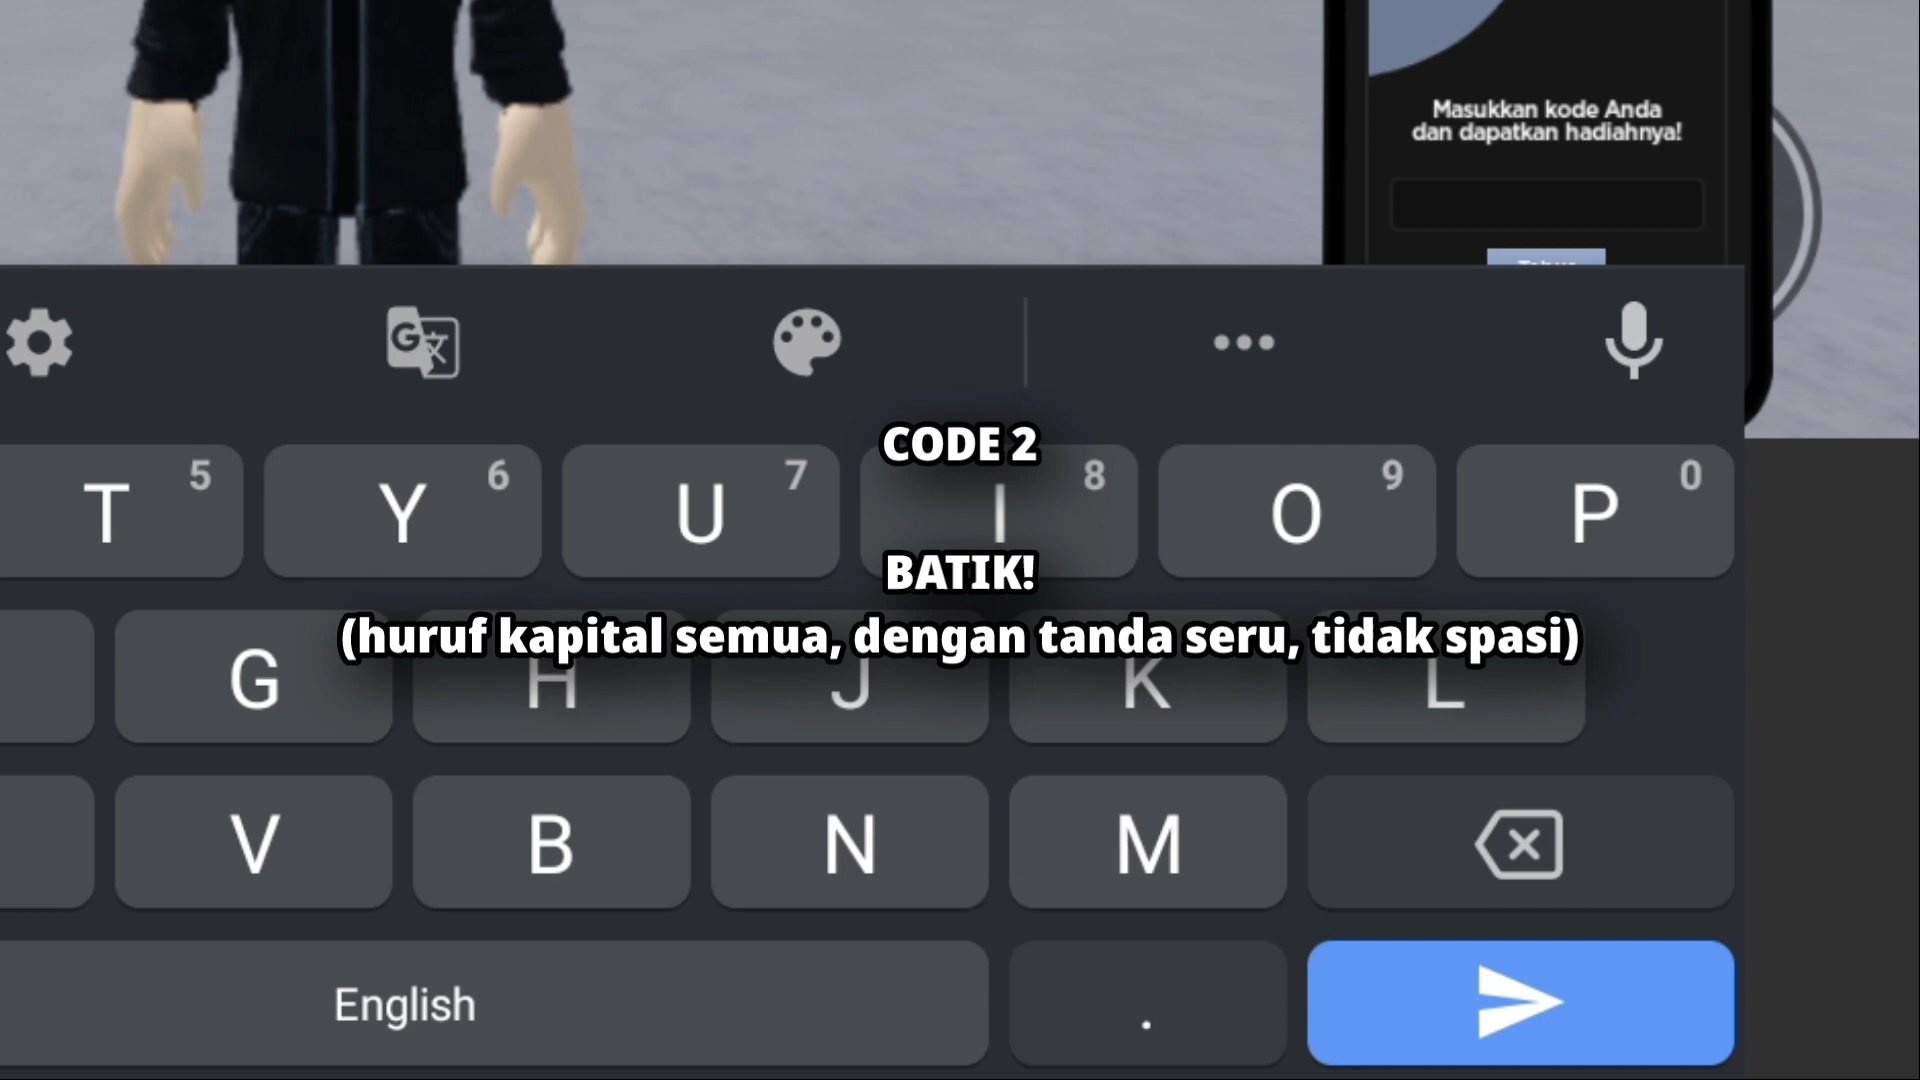 Masukkan kode Anda
dan dapatkan hadiahnya!
CODE 2
T 5 Y 6 U 7 I 8 O 9 P 0
BATIK!
(huruf kapital semua, dengan tanda seru, tidak spasi)
G H J K L
V B N M
English .